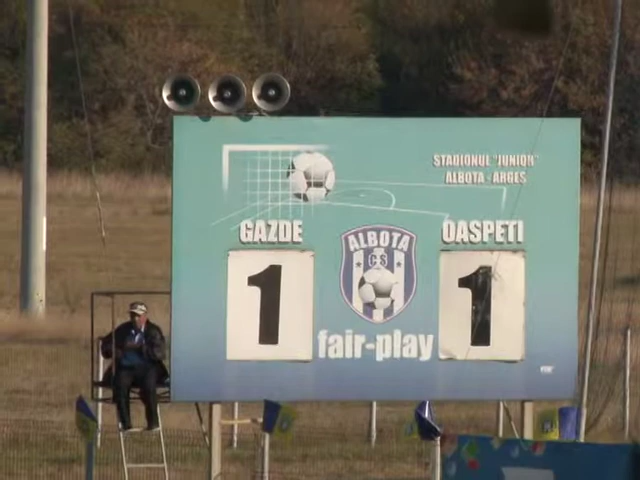 STADIONUL "JUNIOR"
ALBOTA - ARGES
GAZDE
OASPETI
ALBOTA
CS
1
1
fair-play